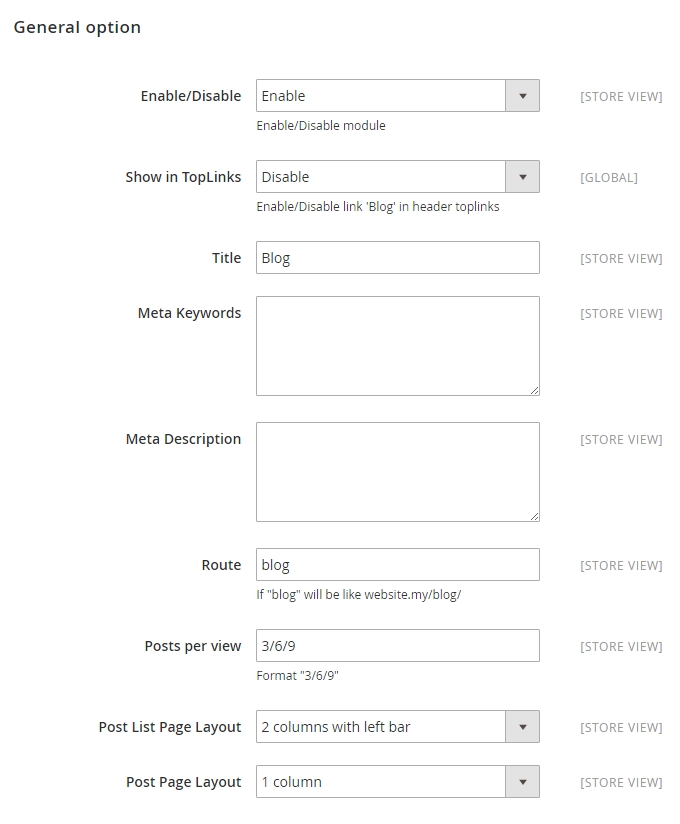 General option
Enable/Disable Enable [STORE VIEW]
Enable/Disable module
Show in TopLinks Disable [GLOBAL]
Enable/Disable link 'Blog' in header toplinks
Title Blog [STORE VIEW]
Meta Keywords [STORE VIEW]
Meta Description [STORE VIEW]
Route blog [STORE VIEW]
If "blog" will be like website.my/blog/
Posts per view 3/6/9 [STORE VIEW]
Format "3/6/9"
Post List Page Layout 2 columns with left bar [STORE VIEW]
Post Page Layout 1 column [STORE VIEW]